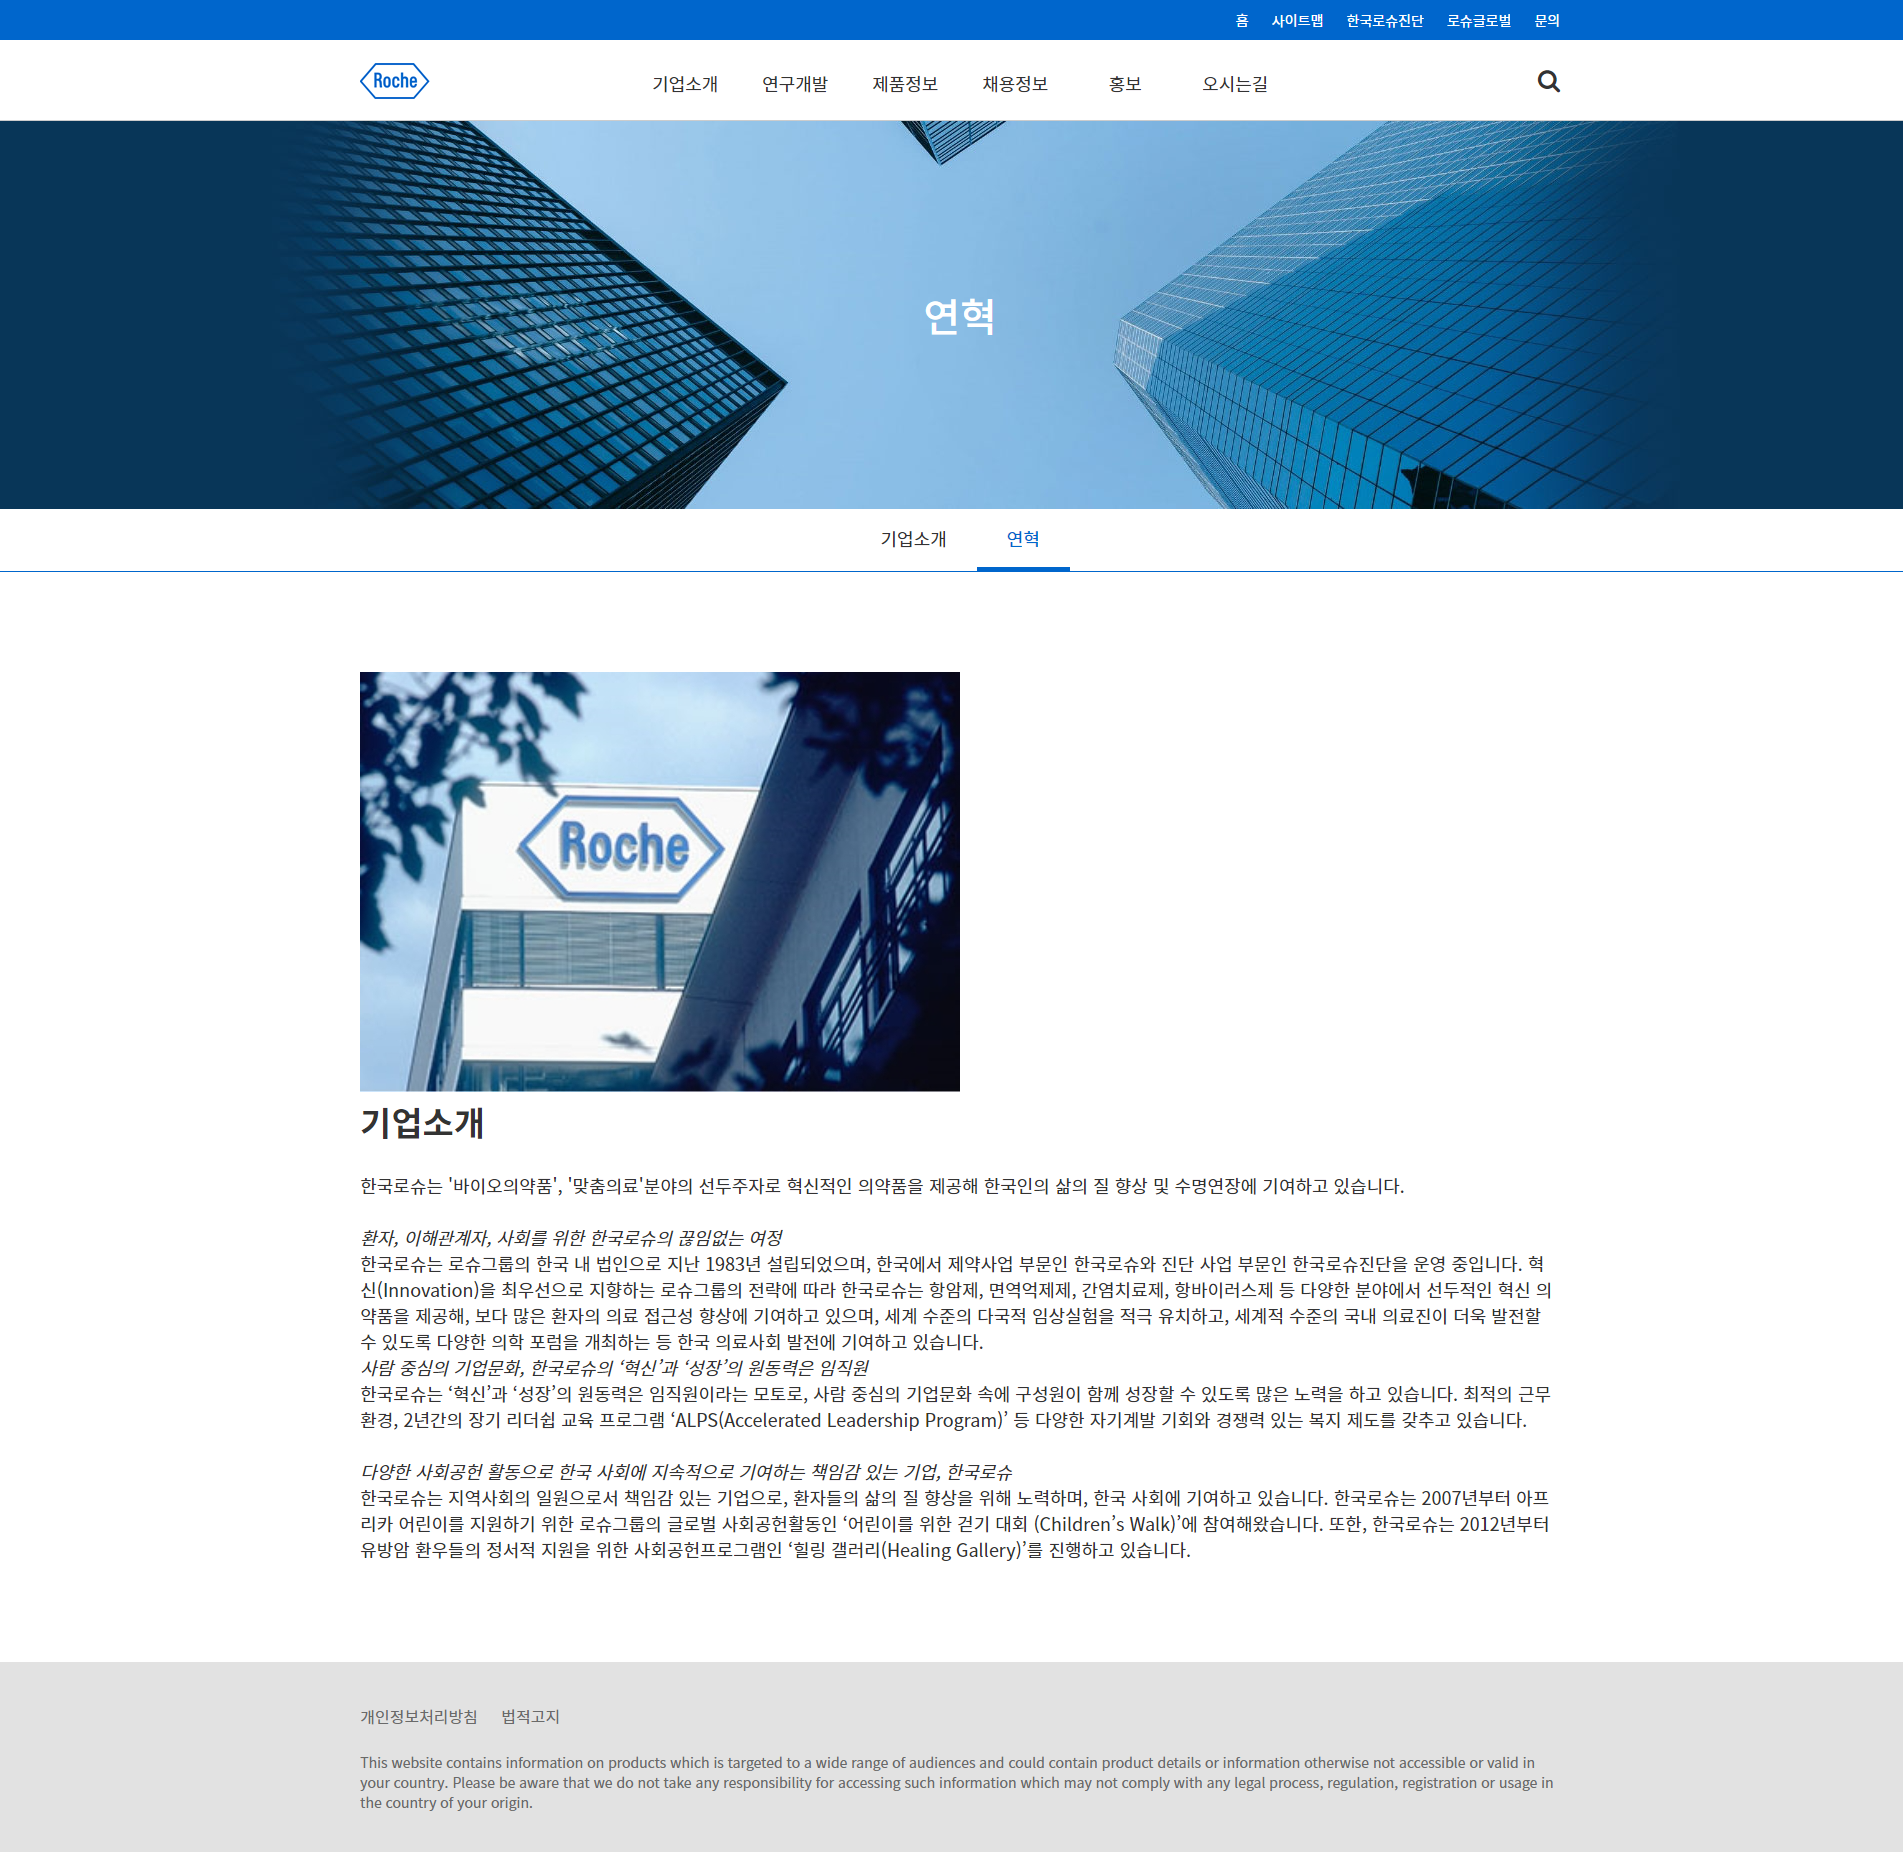 홈 사이트맵 한국로슈진단 로슈글로벌 문의
Roche 기업소개 연구개발 제품정보 채용정보 홍보 오시는길
연혁
기업소개 연혁
Roche
기업소개
한국로슈는 '바이오의약품', '맞춤의료'분야의 선두주자로 혁신적인 의약품을 제공해 한국인의 삶의 질 향상 및 수명연장에 기여하고 있습니다.
환자, 이해관계자, 사회를 위한 한국로슈의 끊임없는 여정
한국로슈는 로슈그룹의 한국 내 법인으로 지난 1983년 설립되었으며, 한국에서 제약사업 부문인 한국로슈와 진단 사업 부문인 한국로슈진단을 운영 중입니다. 혁
신(Innovation)을 최우선으로 지향하는 로슈그룹의 전략에 따라 한국로슈는 항암제, 면역억제제, 간염치료제, 항바이러스제 등 다양한 분야에서 선두적인 혁신 의
약품을 제공해, 보다 많은 환자의 의료 접근성 향상에 기여하고 있으며, 세계 수준의 다국적 임상실험을 적극 유치하고, 세계적 수준의 국내 의료진이 더욱 발전할
수 있도록 다양한 의학 포럼을 개최하는 등 한국 의료사회 발전에 기여하고 있습니다.
사람 중심의 기업문화, 한국로슈의 ‘혁신’과 ‘성장’의 원동력은 임직원
한국로슈는 ‘혁신’과 ‘성장’의 원동력은 임직원이라는 모토로, 사람 중심의 기업문화 속에 구성원이 함께 성장할 수 있도록 많은 노력을 하고 있습니다. 최적의 근무
환경, 2년간의 장기 리더쉽 교육 프로그램 ‘ALPS(Accelerated Leadership Program)’ 등 다양한 자기계발 기회와 경쟁력 있는 복지 제도를 갖추고 있습니다.
다양한 사회공헌 활동으로 한국 사회에 지속적으로 기여하는 책임감 있는 기업, 한국로슈
한국로슈는 지역사회의 일원으로서 책임감 있는 기업으로, 환자들의 삶의 질 향상을 위해 노력하며, 한국 사회에 기여하고 있습니다. 한국로슈는 2007년부터 아프
리카 어린이를 지원하기 위한 로슈그룹의 글로벌 사회공헌활동인 ‘어린이를 위한 걷기 대회 (Children’s Walk)’에 참여해왔습니다. 또한, 한국로슈는 2012년부터
유방암 환우들의 정서적 지원을 위한 사회공헌프로그램인 ‘힐링 갤러리(Healing Gallery)’를 진행하고 있습니다.
개인정보처리방침 법적고지
This website contains information on products which is targeted to a wide range of audiences and could contain product details or information otherwise not accessible or valid in
your country. Please be aware that we do not take any responsibility for accessing such information which may not comply with any legal process, regulation, registration or usage in
the country of your origin.